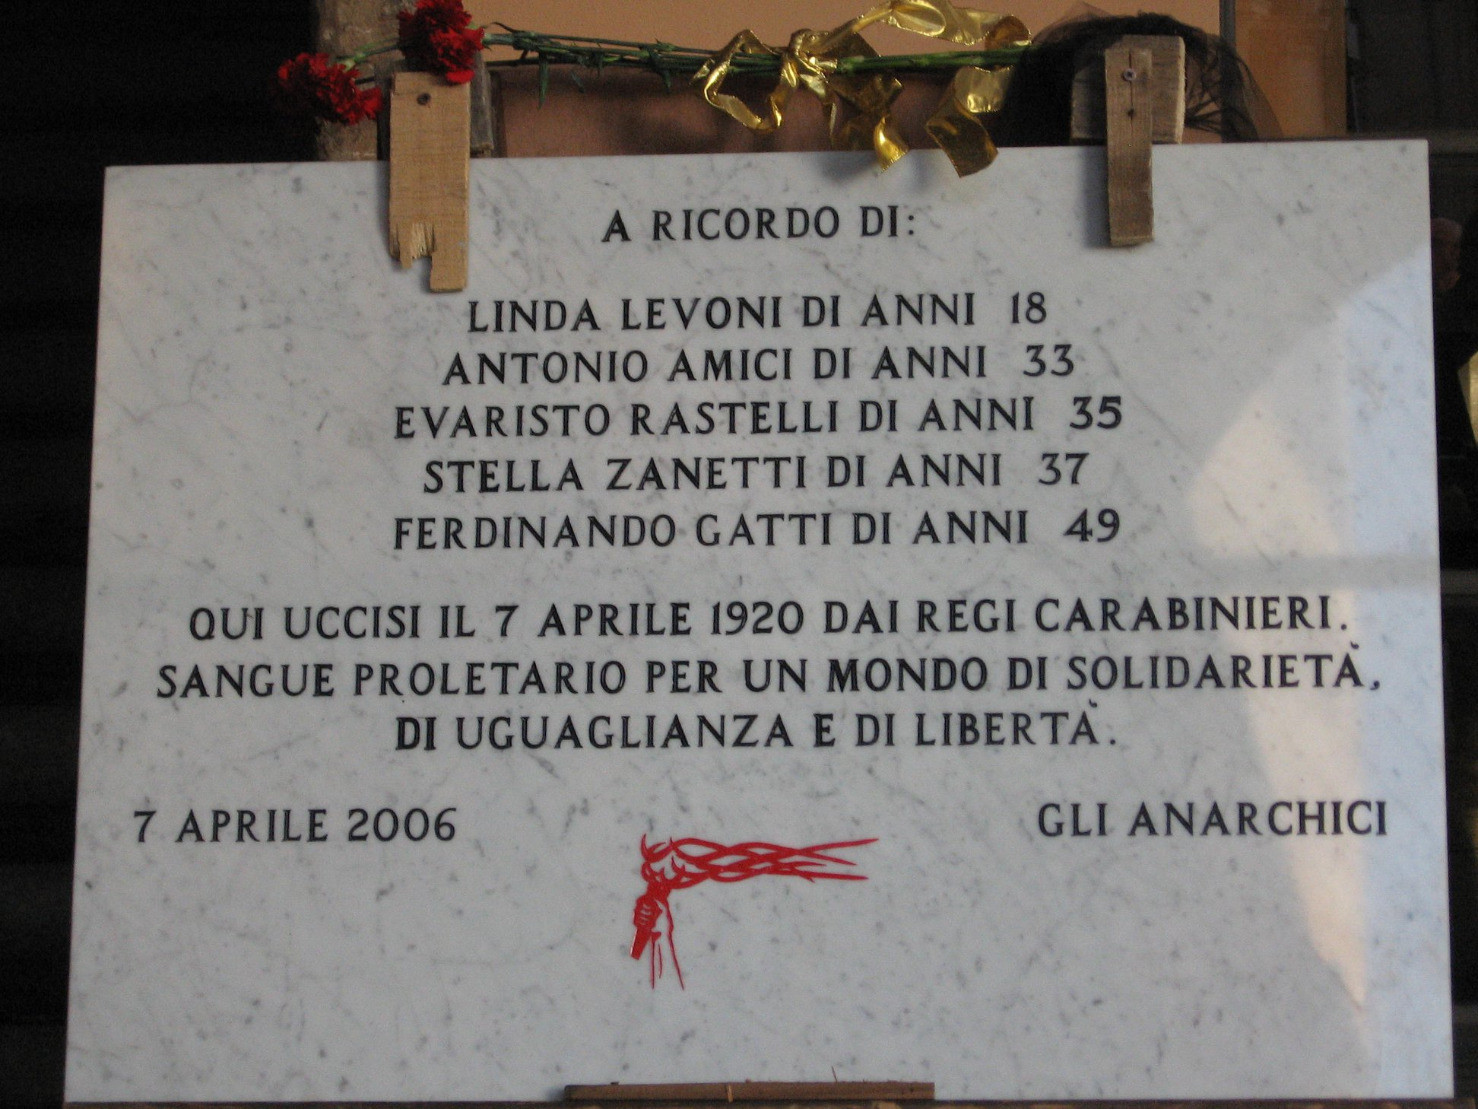 A RICORDO DI:
LINDA LEVONI DI ANNI 18
ANTONIO AMICI DI ANNI 33
EVARISTO RASTELLI DI ANNI 35
STELLA ZANETTI DI ANNI 37
FERDINANDO GATTI DI ANNI 49
QUI UCCISI IL 7 APRILE 1920 DAI REGI CARABINIERI.
SANGUE PROLETARIO PER UN MONDO DI SOLIDARIETÀ,
DI UGUAGLIANZA E DI LIBERTÀ.
7 APRILE 2006 GLI ANARCHICI